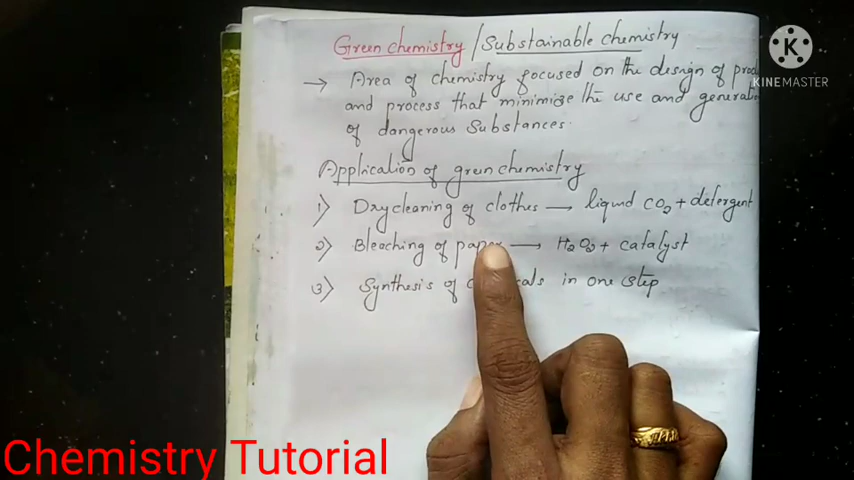 Green chemistry / Substainable chemistry
→ Area of chemistry focused on the design of
and process that minimize the use and
of dangerous Substances.
Application of green chemistry
1) Drycleaning of clothes → liquid CO2 + detergent
2) Bleaching of paper → H2O2 + catalyst
3) Synthesis of in one step
Chemistry Tutorial
K
KINEMASTER